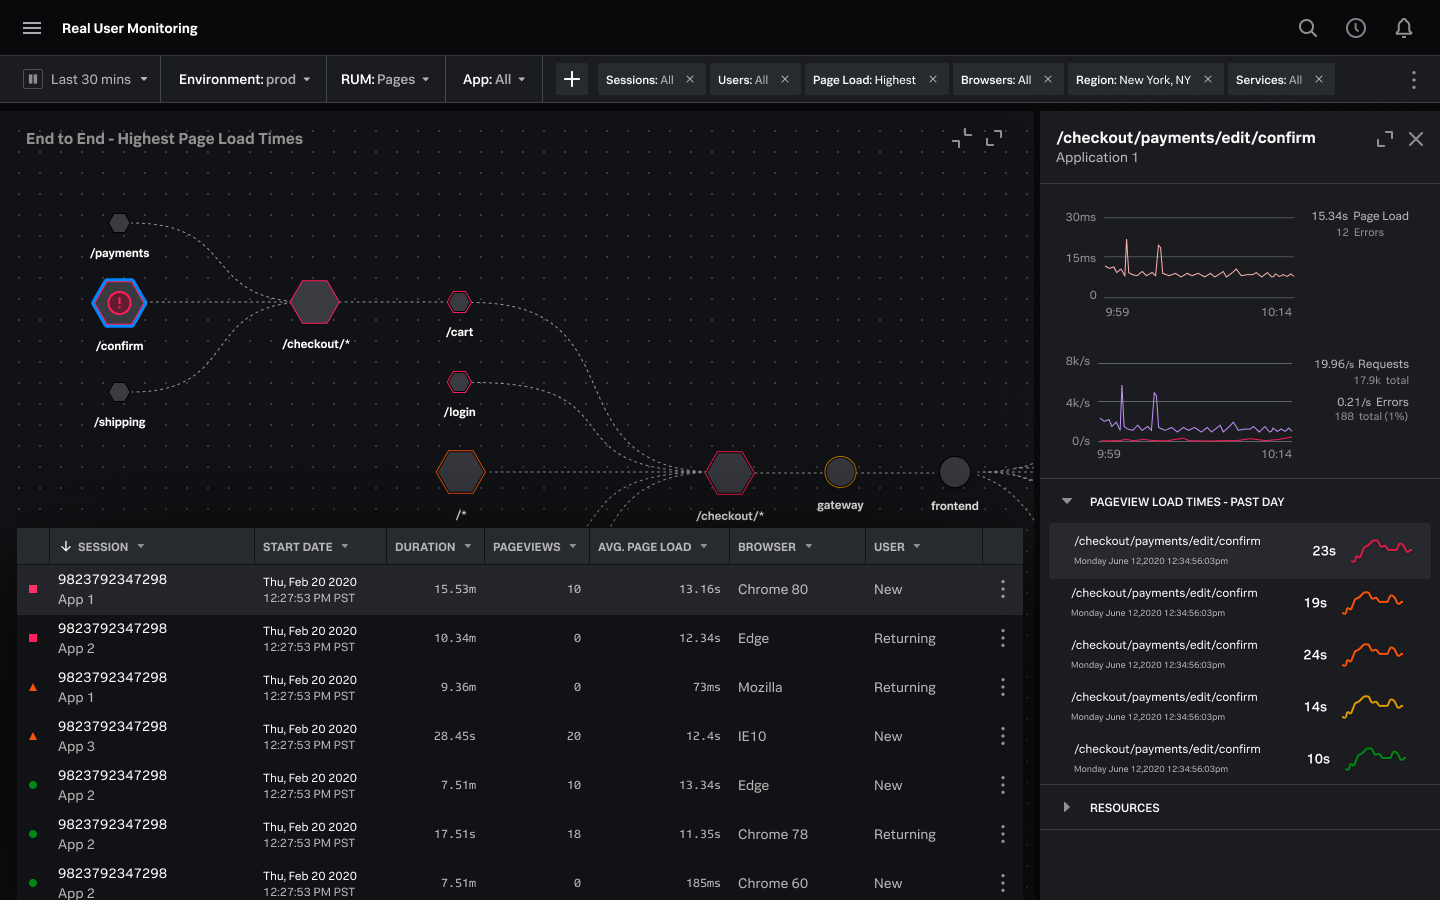 Real User Monitoring
Last 30 mins
Environment: prod
RUM: Pages
App: All
Sessions: All
Users: All
Page Load: Highest
Browsers: All
Region: New York, NY
Services: All
End to End - Highest Page Load Times
/payments
/confirm
/checkout/*
/cart
/login
/shipping
/*
/checkout/*
gateway
frontend
SESSION START DATE DURATION PAGEVIEWS AVG. PAGE LOAD BROWSER USER
9823792347298 Thu, Feb 20 2020 15.53m 10 13.16s Chrome 80 New
App 1 12:27:53 PM PST
9823792347298 Thu, Feb 20 2020 10.34m 0 12.34s Edge Returning
App 2 12:27:53 PM PST
9823792347298 Thu, Feb 20 2020 9.36m 0 73ms Mozilla Returning
App 1 12:27:53 PM PST
9823792347298 Thu, Feb 20 2020 28.45s 20 12.4s IE10 New
App 3 12:27:53 PM PST
9823792347298 Thu, Feb 20 2020 7.51m 10 13.34s Edge New
App 2 12:27:53 PM PST
9823792347298 Thu, Feb 20 2020 17.51s 18 11.35s Chrome 78 Returning
App 2 12:27:53 PM PST
9823792347298 Thu, Feb 20 2020 7.51m 0 185ms Chrome 60 New
App 2 12:27:53 PM PST
/checkout/payments/edit/confirm
Application 1
30ms
15ms
0
9:59 10:14
15.34s Page Load
12 Errors
8k/s
4k/s
0/s
9:59 10:14
19.96/s Requests
17.9k total
0.21/s Errors
188 total (1%)
PAGEVIEW LOAD TIMES - PAST DAY
/checkout/payments/edit/confirm 23s
Monday June 12,2020 12:34:56:03pm
/checkout/payments/edit/confirm 19s
Monday June 12,2020 12:34:56:03pm
/checkout/payments/edit/confirm 24s
Monday June 12,2020 12:34:56:03pm
/checkout/payments/edit/confirm 14s
Monday June 12,2020 12:34:56:03pm
/checkout/payments/edit/confirm 10s
Monday June 12,2020 12:34:56:03pm
RESOURCES